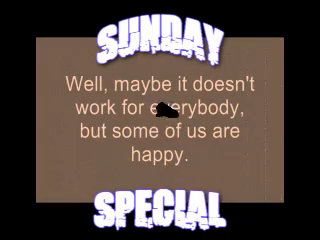 SUNDAY
Well, maybe it doesn't
work for everybody,
but some of us are
happy.
SPECIAL